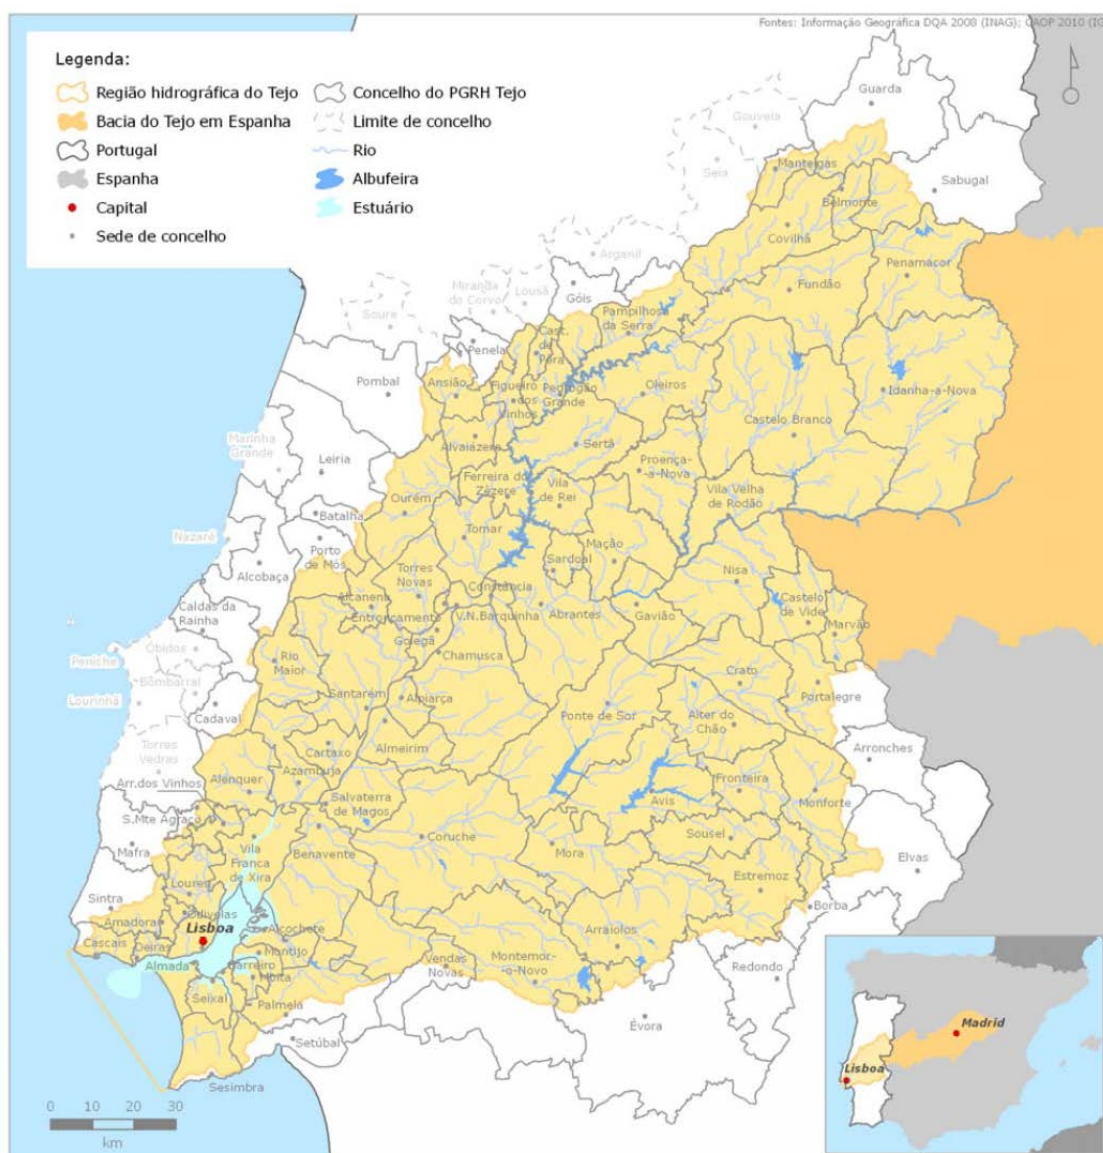 Fontes: Informação Geográfica DQA 2008 (INAG); CAOP 2010 (IG
Legenda:
Região hidrográfica do Tejo
Concelho do PGRH Tejo
Bacia do Tejo em Espanha
Limite de concelho
Portugal
Rio
Espanha
Albufeira
Capital
Estuário
Sede de concelho
Guarda
Gouveia
Seia
Manteigas
Sabugal
Belmonte
Covilhã
Arganil
Penamacor
Miranda
do Corvo
Lousã
Góis
Fundão
Soure
Pampilhosa
da Serra
Cast.
de Pera
Penela
Pombal
Ansião
Figueiró
dos
Vinhos
Pedrógão
Grande
Oleiros
Idanha-a-Nova
Castelo Branco
Marinha
Grande
Alvaiázere
Sertã
Leiria
Proença-
a-Nova
Ferreira do
Zêzere
Vila
de Rei
Vila Velha
de Rodão
Ourém
Batalha
Nazaré
Tomar
Mação
Porto
de Mós
Sardoal
Alcobaça
Torres
Novas
Nisa
Constância
Alcanena
Castelo
de Vide
Caldas da
Rainha
Entroncamento
V.N.Barquinha
Abrantes
Gavião
Golegã
Marvão
Óbidos
Peniche
Chamusca
Rio
Maior
Crato
Bombarral
Lourinhã
Santarém
Alpiarça
Portalegre
Cadaval
Ponte de Sor
Alter do
Chão
Torres
Vedras
Cartaxo
Almeirim
Arronches
Arr.dos Vinhos
Alenquer
Azambuja
Fronteira
Salvaterra
de Magos
Avis
Monforte
S.Mte Agraço
Mafra
Vila
Franca
de Xira
Benavente
Coruche
Mora
Sousel
Elvas
Loures
Estremoz
Sintra
Odivelas
Borba
Amadora
Lisboa
Alcochete
Arraiolos
Cascais
Oeiras
Montijo
Almada
Barreiro
Moita
Vendas
Novas
Montemor-
o-Novo
Redondo
Seixal
Palmela
Évora
Setúbal
Sesimbra
Madrid
Lisboa
0 10 20 30
km